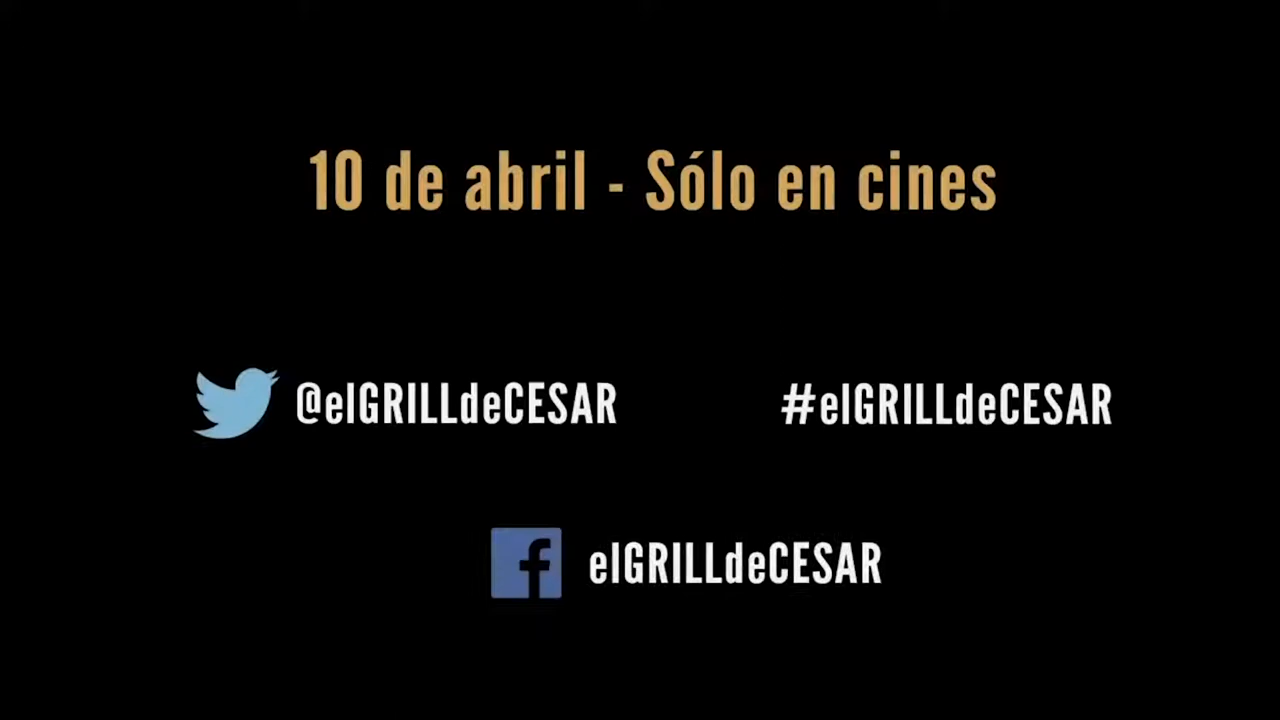 10 de abril - Sólo en cines
@elGRILLdeCESAR
#elGRILLdeCESAR
elGRILLdeCESAR